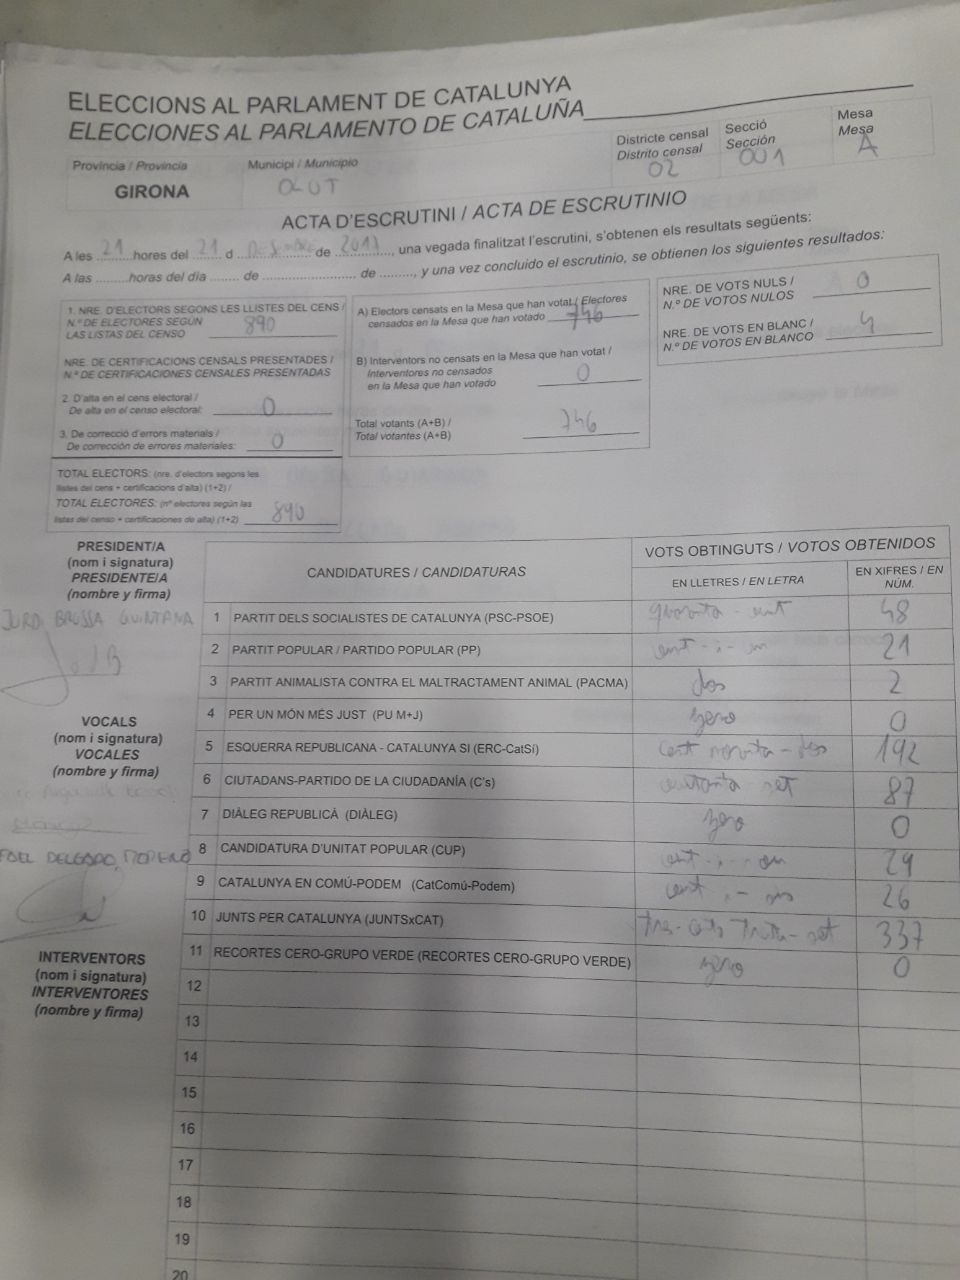 ELECCIONS AL PARLAMENT DE CATALUNYA
ELECCIONES AL PARLAMENTO DE CATALUÑA
Província / Provincia
GIRONA
Municipi / Municipio
OLOT
Districte censal
Distrito censal
02
Secció
Sección
001
Mesa
Mesa
A
ACTA D'ESCRUTINI / ACTA DE ESCRUTINIO
A les 21 hores del 21 d Desembre de 2017, una vegada finalitzat l'escrutini, s'obtenen els resultats següents:
A las ......... horas del día ....... de ........................ de ........., y una vez concluido el escrutinio, se obtienen los siguientes resultados:
1. NRE. D'ELECTORS SEGONS LES LLISTES DEL CENS /
N.º DE ELECTORES SEGÚN
LAS LISTAS DEL CENSO
890
NRE. DE CERTIFICACIONS CENSALS PRESENTADES /
N.º DE CERTIFICACIONES CENSALES PRESENTADAS
2. D'alta en el cens electoral /
De alta en el censo electoral: 0
3. De correcció d'errors materials /
De corrección de errores materiales: 0
TOTAL ELECTORS: (nre. d'electors segons les
llistes del cens + certificacions d'alta) (1+2) /
TOTAL ELECTORES: (nº electores según las
listas del censo + certificaciones de alta) (1+2) 890
A) Electors censats en la Mesa que han votat / Electores
censados en la Mesa que han votado 746
B) Interventors no censats en la Mesa que han votat /
Interventores no censados
en la Mesa que han votado 0
Total votants (A+B) /
Total votantes (A+B) 746
NRE. DE VOTS NULS /
N.º DE VOTOS NULOS 0
NRE. DE VOTS EN BLANC /
N.º DE VOTOS EN BLANCO 4
PRESIDENT/A
(nom i signatura)
PRESIDENTE/A
(nombre y firma)
BRUSSA QUINTANA
VOCALS
(nom i signatura)
VOCALES
(nombre y firma)
DELGADO MORENO
INTERVENTORS
(nom i signatura)
INTERVENTORES
(nombre y firma)
CANDIDATURES / CANDIDATURAS
VOTS OBTINGUTS / VOTOS OBTENIDOS
EN LLETRES / EN LETRA
EN XIFRES / EN
NÚM.
1 PARTIT DELS SOCIALISTES DE CATALUNYA (PSC-PSOE) 48
2 PARTIT POPULAR / PARTIDO POPULAR (PP) 21
3 PARTIT ANIMALISTA CONTRA EL MALTRACTAMENT ANIMAL (PACMA) dos 2
4 PER UN MÓN MÉS JUST (PU M+J) zero 0
5 ESQUERRA REPUBLICANA - CATALUNYA SI (ERC-CatSí) cent noranta-dos 192
6 CIUTADANS-PARTIDO DE LA CIUDADANÍA (C's) 87
7 DIÀLEG REPUBLICÀ (DIÀLEG) zero 0
8 CANDIDATURA D'UNITAT POPULAR (CUP) 29
9 CATALUNYA EN COMÚ-PODEM (CatComú-Podem) 26
10 JUNTS PER CATALUNYA (JUNTSxCAT) tres-cents trenta-set 337
11 RECORTES CERO-GRUPO VERDE (RECORTES CERO-GRUPO VERDE) zero 0
12
13
14
15
16
17
18
19
20